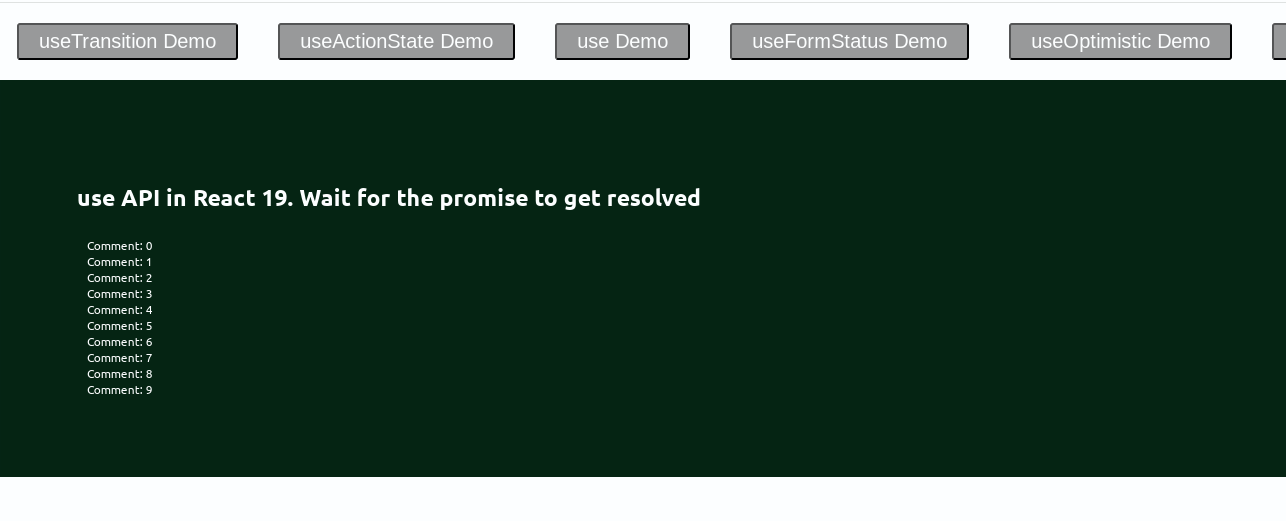 useTransition Demo useActionState Demo use Demo useFormStatus Demo useOptimistic Demo
use API in React 19. Wait for the promise to get resolved
Comment: 0
Comment: 1
Comment: 2
Comment: 3
Comment: 4
Comment: 5
Comment: 6
Comment: 7
Comment: 8
Comment: 9